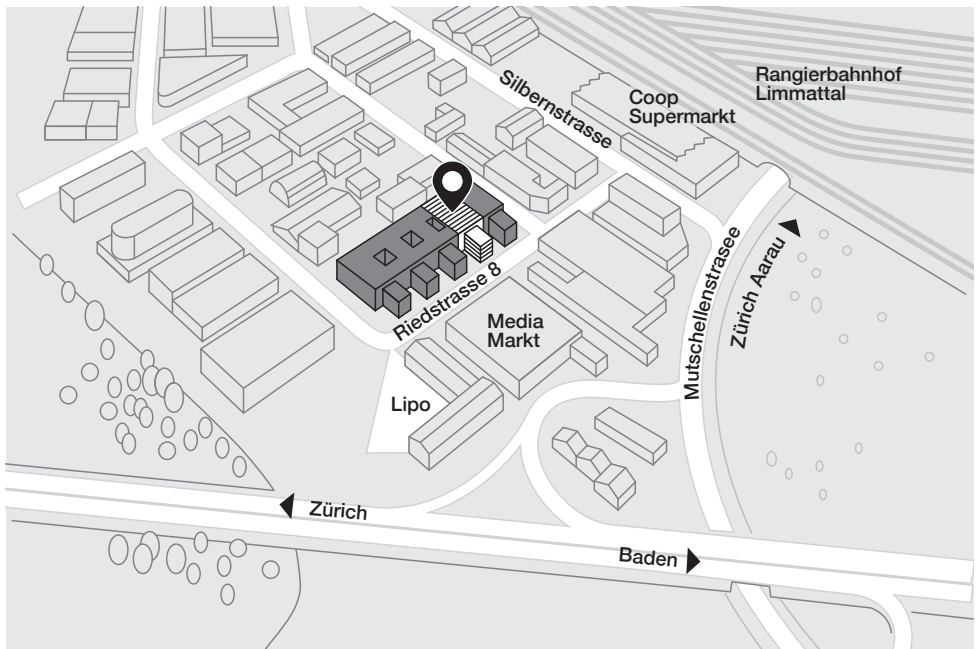 Silbernstrasse
Coop
Supermarkt
Rangierbahnhof
Limmattal
Riedstrasse 8
Mutschellenstrasee
Zürich Aarau
Media
Markt
Lipo
Zürich
Baden